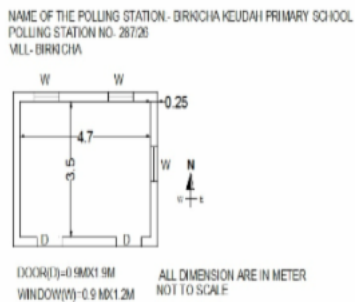 NAME OF THE POLLING STATION:- BIRKICHA KEUDAH PRIMARY SCHOOL
POLLING STATION NO- 287/26
VILL- BIRKICHA
W W
0.25
4.7
3.5
W N
W E
D D
DOOR(D)=0.9MX1.9M
WINDOW(W)=0.9 MX1.2M
ALL DIMENSION ARE IN METER
NOT TO SCALE